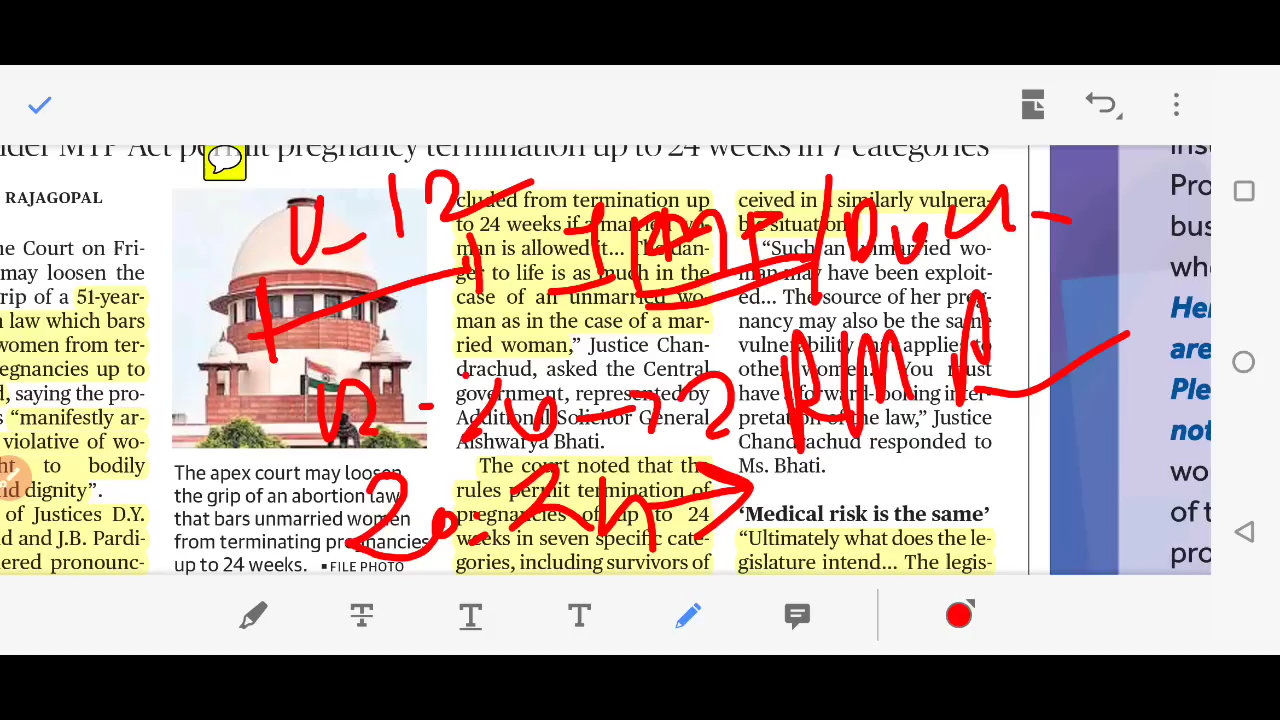 nder MTP Act permit pregnancy termination up to 24 weeks in 7 categories
RAJAGOPAL
ne Court on Fri-
may loosen the
rip of a 51-year-
n law which bars
women from ter-
egnancies up to
d, saying the pro-
s “manifestly ar-
violative of wo-
ht to bodily
id dignity”.
of Justices D.Y.
d and J.B. Pardi-
ered pronounc-
The apex court may loosen
the grip of an abortion law
that bars unmarried women
from terminating pregnancies
up to 24 weeks. ■ FILE PHOTO
cluded from termination up
to 24 weeks if a married wo-
man is allowed it... The dan-
ger to life is as much in the
case of an unmarried wo-
man as in the case of a mar-
ried woman,” Justice Chan-
drachud, asked the Central
government, represented by
Additional Solicitor General
Aishwarya Bhati.
The court noted that the
rules permit termination of
pregnancies of up to 24
weeks in seven specific cate-
gories, including survivors of
ceived in a similarly vulnera-
ble situation.
“Such an unmarried wo-
man may have been exploit-
ed... The source of her preg-
nancy may also be the same
vulnerability that applies to
other women. You must
have a forward-looking inter-
pretation of the law,” Justice
Chandrachud responded to
Ms. Bhati.
‘Medical risk is the same’
“Ultimately what does the le-
gislature intend... The legis-
0-12
12-20 → 2 RMP
20-24 →
Pro
bus
whe
Her
are
Ple
not
wo
of t
pro
T
T
T